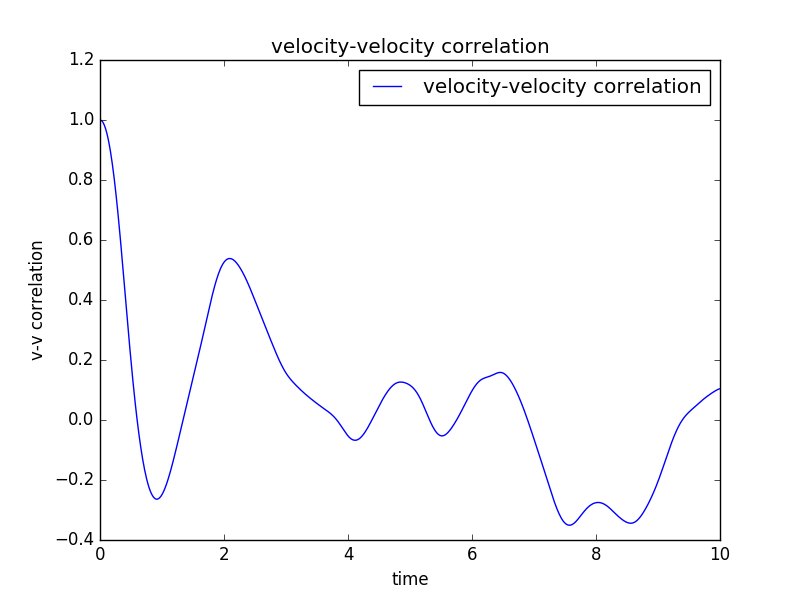 velocity-velocity correlation
velocity-velocity correlation
1.2
1.0
0.8
0.6
0.4
0.2
0.0
−0.2
−0.4
v-v correlation
0 2 4 6 8 10
time